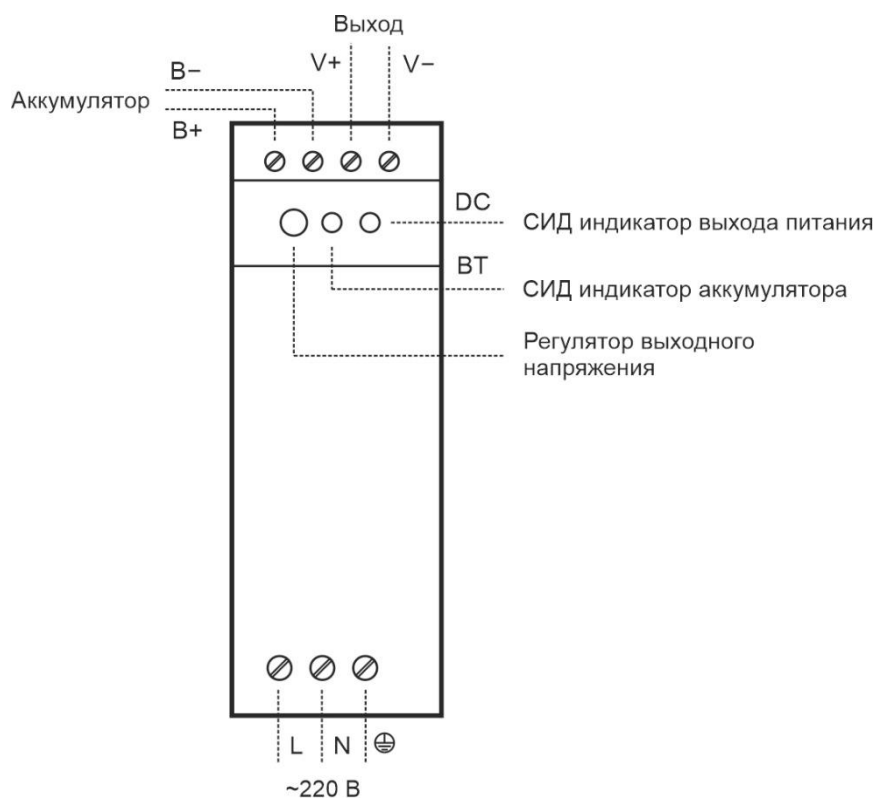 Выход
V+ V−
B−
Аккумулятор
B+
DC
СИД индикатор выхода питания
BT
СИД индикатор аккумулятора
Регулятор выходного
напряжения
L N
~220 В